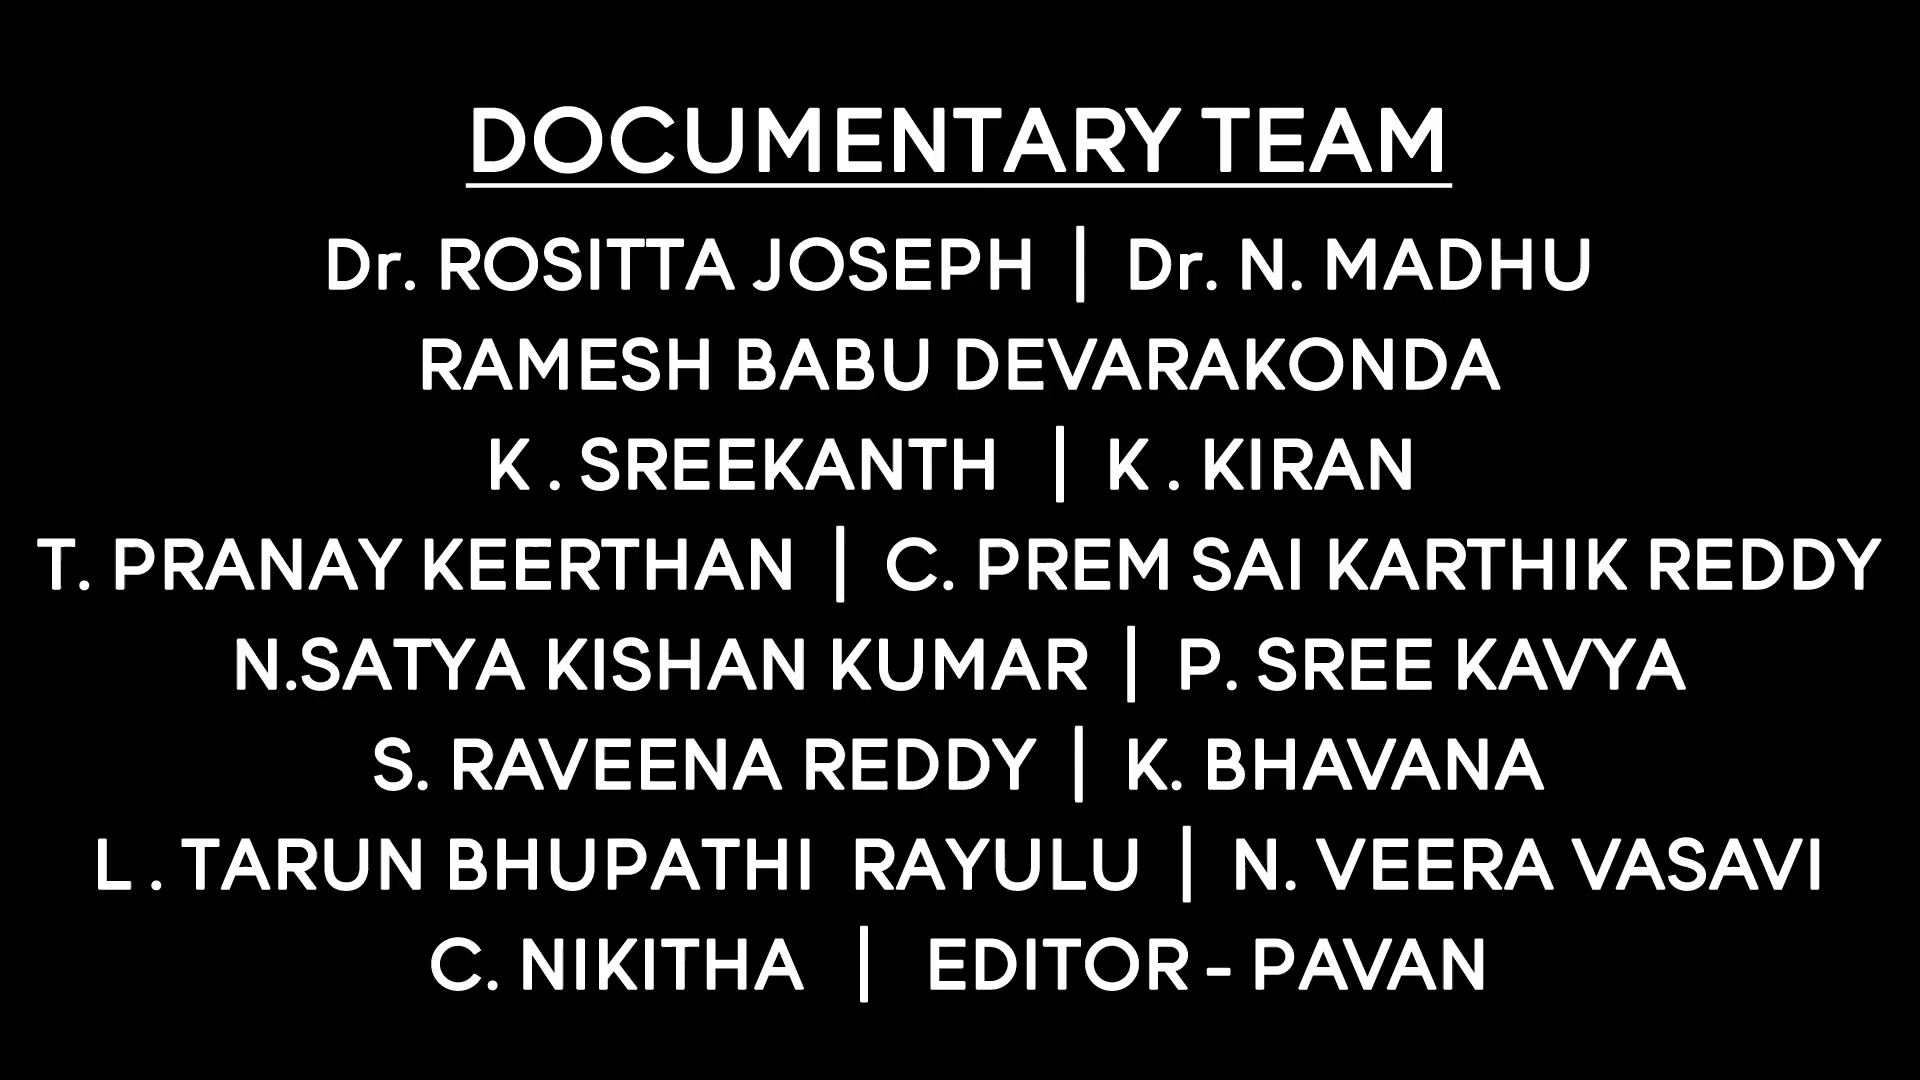 DOCUMENTARY TEAM
Dr. ROSITTA JOSEPH | Dr. N. MADHU
RAMESH BABU DEVARAKONDA
K . SREEKANTH | K . KIRAN
T. PRANAY KEERTHAN | C. PREM SAI KARTHIK REDDY
N.SATYA KISHAN KUMAR | P. SREE KAVYA
S. RAVEENA REDDY | K. BHAVANA
L . TARUN BHUPATHI  RAYULU | N. VEERA VASAVI
C. NIKITHA | EDITOR - PAVAN